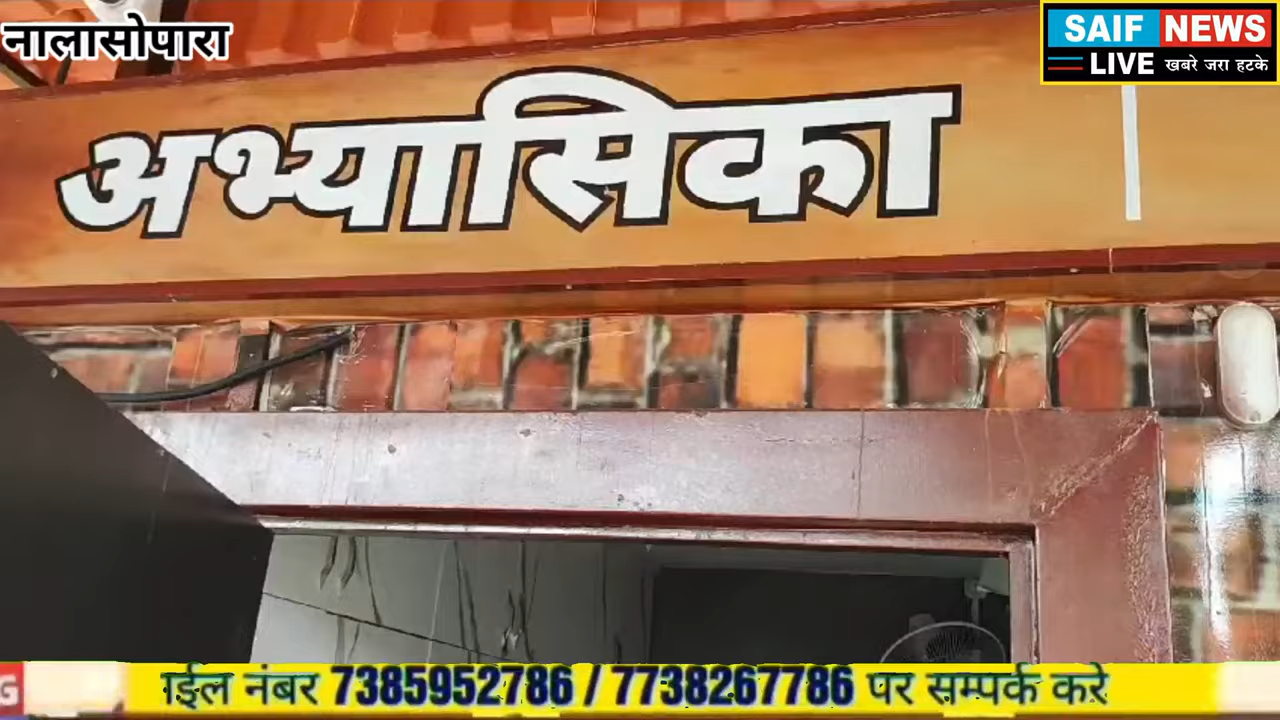 नालासोपारा
SAIF NEWS
LIVE खबरे जरा हटके
अभ्यासिका
G
नंबर 7385952786 / 7738267786 पर सम्पर्क करे